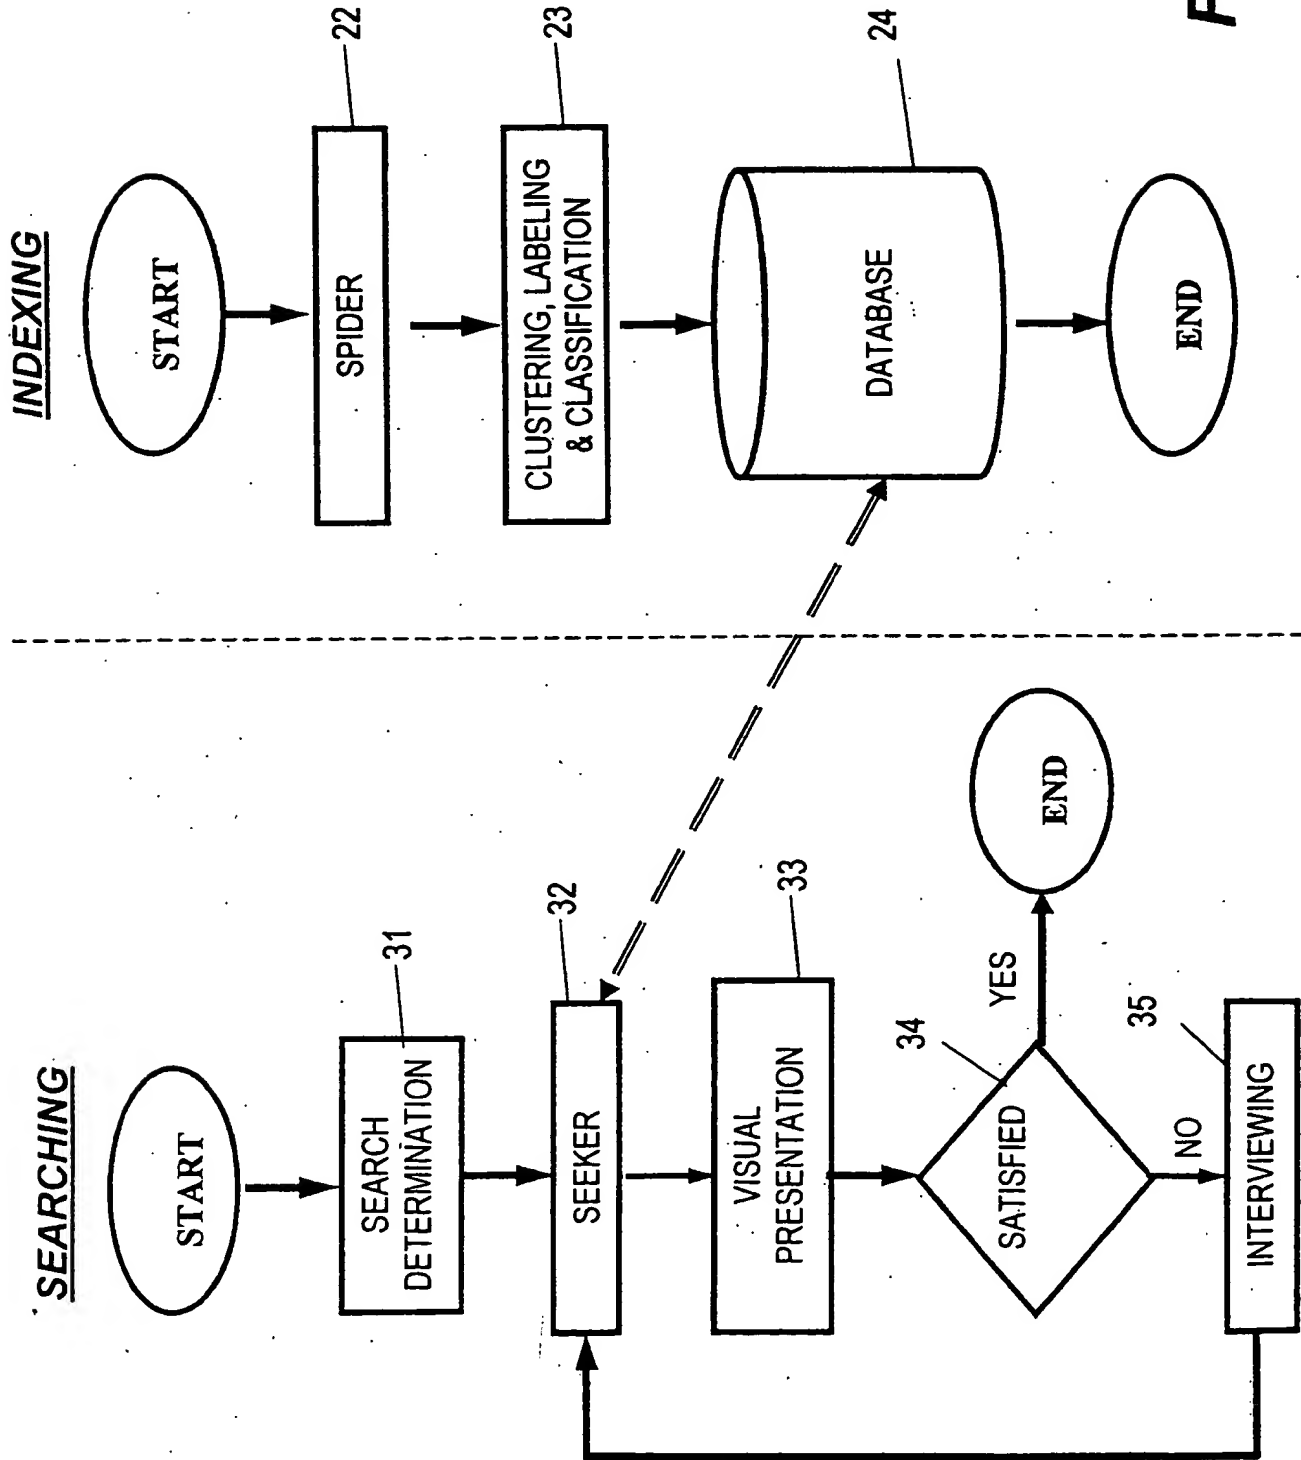 SEARCHING
START
SEARCH
DETERMINATION
31
SEEKER
32
VISUAL
PRESENTATION
33
SATISFIED
34
YES
END
NO
INTERVIEWING
35
INDEXING
START
SPIDER
22
CLUSTERING, LABELING
& CLASSIFICATION
23
DATABASE
24
END
F